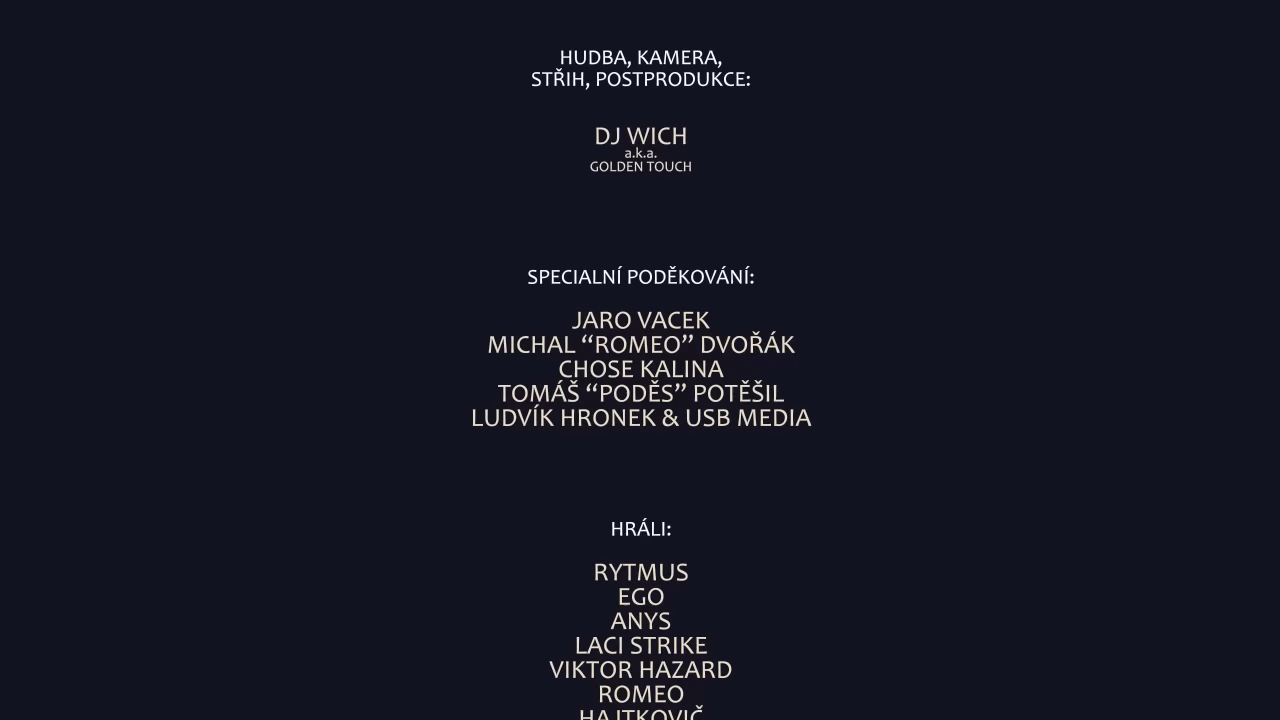 HUDBA, KAMERA,
STŘIH, POSTPRODUKCE:
DJ WICH
a.k.a.
GOLDEN TOUCH
SPECIALNÍ PODĚKOVÁNÍ:
JARO VACEK
MICHAL “ROMEO” DVOŘÁK
CHOSE KALINA
TOMÁŠ “PODĚS” POTĚŠIL
LUDVÍK HRONEK & USB MEDIA
HRÁLI:
RYTMUS
EGO
ANYS
LACI STRIKE
VIKTOR HAZARD
ROMEO
HAJTKOVIČ